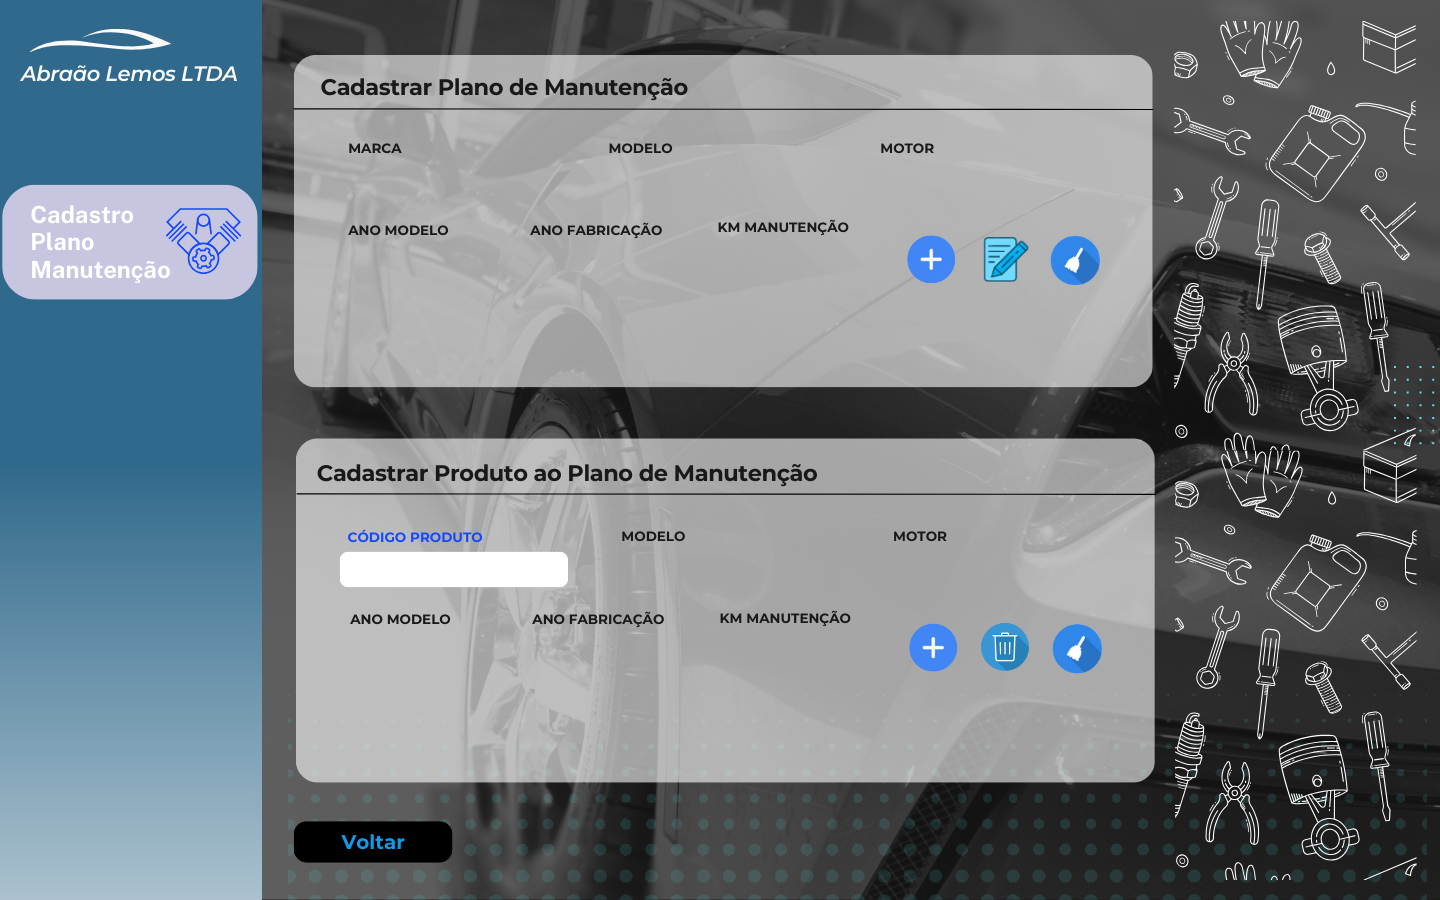 Abraão Lemos LTDA
Cadastro
Plano
Manutenção
Cadastrar Plano de Manutenção
MARCA
MODELO
MOTOR
ANO MODELO
ANO FABRICAÇÃO
KM MANUTENÇÃO
Cadastrar Produto ao Plano de Manutenção
CÓDIGO PRODUTO
MODELO
MOTOR
ANO MODELO
ANO FABRICAÇÃO
KM MANUTENÇÃO
Voltar